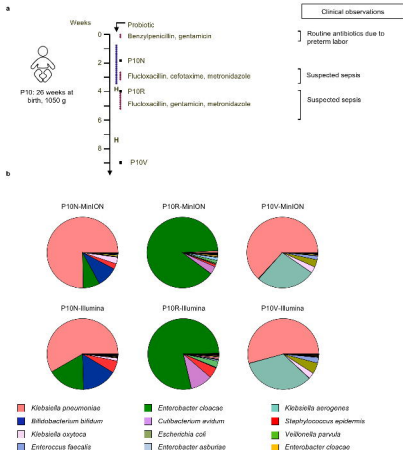 a
Weeks
Clinical observations
Probiotic
0
Benzylpenicillin, gentamicin
Routine antibiotics due to
preterm labor
2
P10N
Flucloxacillin, cefotaxime, metronidazole
Suspected sepsis
H
4
P10R
P10: 26 weeks at
birth, 1050 g
Flucloxacillin, gentamicin, metronidazole
Suspected sepsis
6
H
8
P10V
b
P10N-MinION
P10R-MinION
P10V-MinION
P10N-Illumina
P10R-Illumina
P10V-Illumina
Klebsiella pneumoniae
Enterobacter cloacae
Klebsiella aerogenes
Bifidobacterium bifidum
Cutibacterium avidum
Staphylococcus epidermis
Klebsiella oxytoca
Escherichia coli
Veillonella parvula
Enteroccus faecalis
Enterobacter asburiae
Enterobacter cloacae